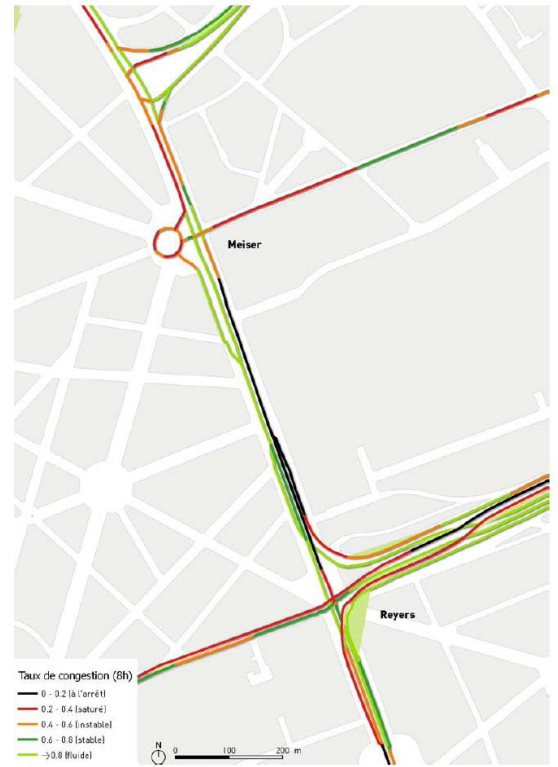 Meiser
Reyers
Taux de congestion (8h)
0 - 0.2 (à l'arrêt)
0.2 - 0.4 (saturé)
0.4 - 0.6 (instable)
0.6 - 0.8 (stable)
->0.8 (fluide)
N
0 100 200 m